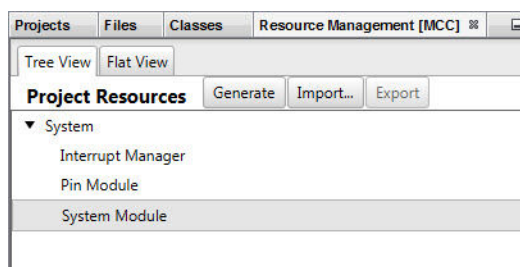 Projects Files Classes Resource Management [MCC]
Tree View Flat View
Project Resources Generate Import... Export
System
Interrupt Manager
Pin Module
System Module